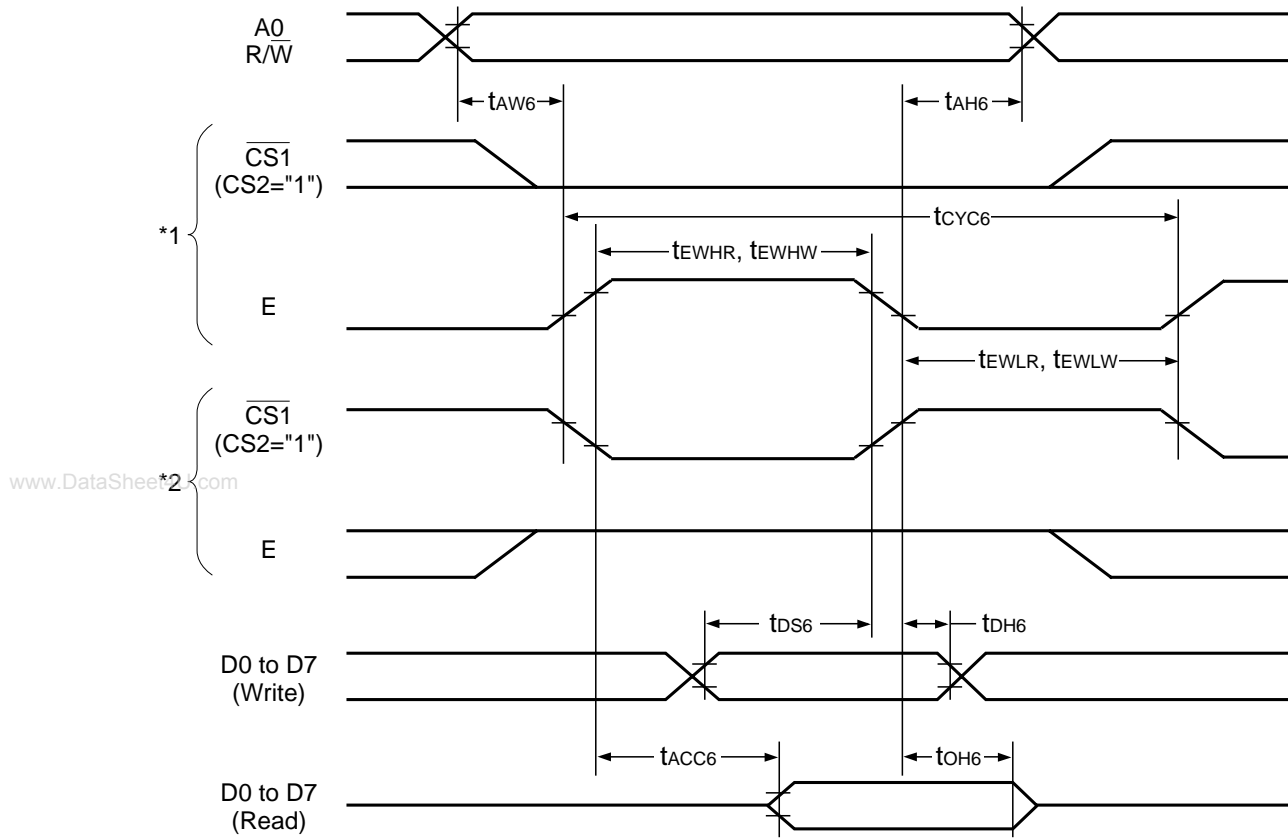 A0
R/W
tAW6
tAH6
CS1
(CS2="1")
tCYC6
*1
tEWHR, tEWHW
E
tEWLR, tEWLW
CS1
(CS2="1")
www.DataSheet4U.com
*2
E
tDS6
tDH6
D0 to D7
(Write)
tACC6
tOH6
D0 to D7
(Read)